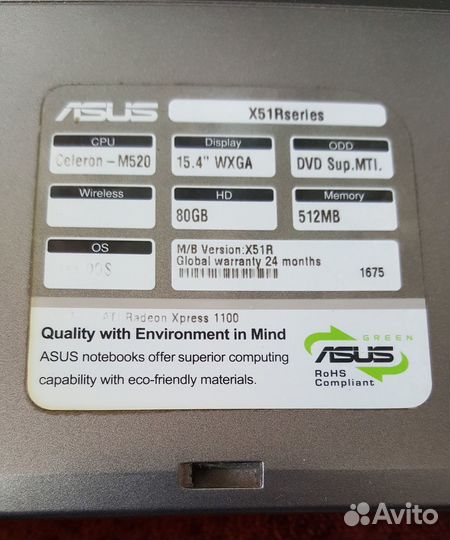 ASUS
X51Rseries
CPU
Celeron-M520
Display
15.4" WXGA
ODD
DVD Sup.MTI.
Wireless
HD
80GB
Memory
512MB
OS
M/B Version:X51R
Global warranty 24 months
1675
Radeon Xpress 1100
Quality with Environment in Mind
ASUS notebooks offer superior computing
capability with eco-friendly materials.
GREEN
ASUS
RoHS
Compliant
Avito